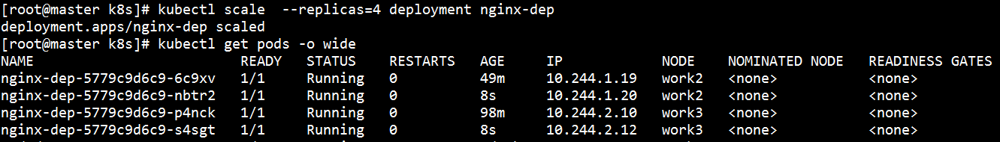 [root@master k8s]# kubectl scale  --replicas=4 deployment nginx-dep
deployment.apps/nginx-dep scaled
[root@master k8s]# kubectl get pods -o wide
NAME                         READY   STATUS    RESTARTS   AGE   IP            NODE    NOMINATED NODE   READINESS GATES
nginx-dep-5779c9d6c9-6c9xv   1/1     Running   0          49m   10.244.1.19   work2   <none>           <none>
nginx-dep-5779c9d6c9-nbtr2   1/1     Running   0          8s    10.244.1.20   work2   <none>           <none>
nginx-dep-5779c9d6c9-p4nck   1/1     Running   0          98m   10.244.2.10   work3   <none>           <none>
nginx-dep-5779c9d6c9-s4sgt   1/1     Running   0          8s    10.244.2.12   work3   <none>           <none>